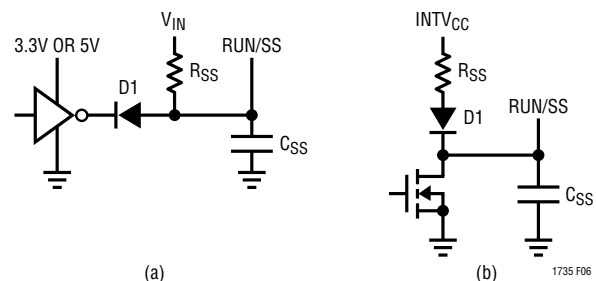 V_IN
3.3V OR 5V
RUN/SS
D1
R_SS
C_SS
(a)
INTV_CC
R_SS
D1
RUN/SS
C_SS
(b)
1735 F06